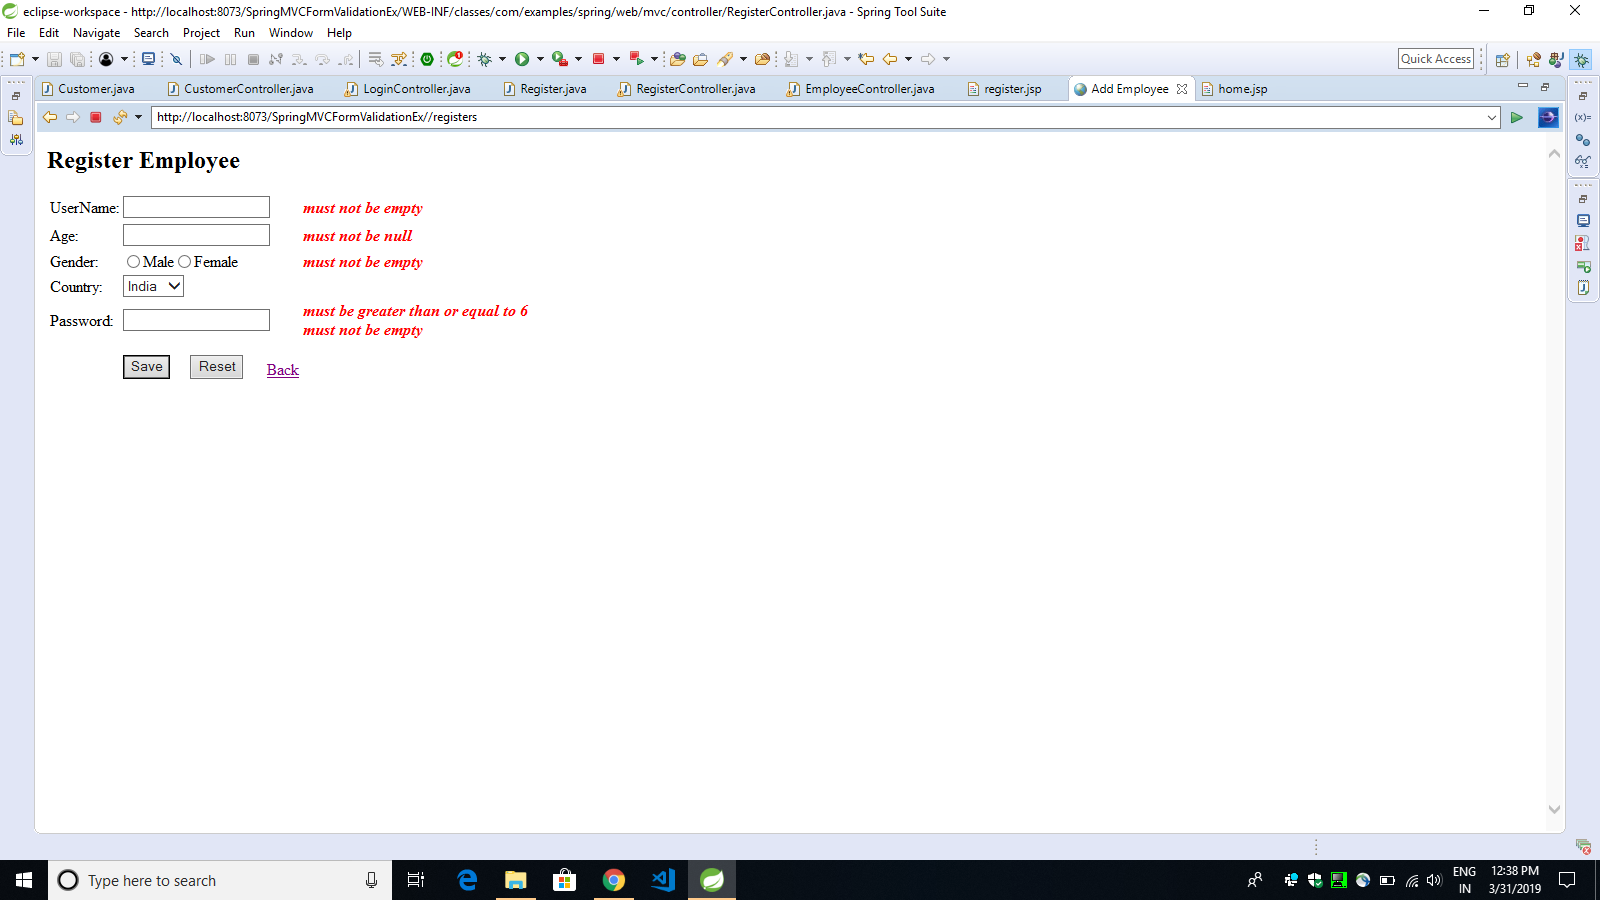 eclipse-workspace - http://localhost:8073/SpringMVCFormValidationEx/WEB-INF/classes/com/examples/spring/web/mvc/controller/RegisterController.java - Spring Tool Suite
File Edit Navigate Search Project Run Window Help
Quick Access
Customer.java CustomerController.java LoginController.java Register.java RegisterController.java EmployeeController.java register.jsp Add Employee home.jsp
http://localhost:8073/SpringMVCFormValidationEx//registers
Register Employee
UserName: must not be empty
Age: must not be null
Gender: Male Female must not be empty
Country: India
Password: must be greater than or equal to 6
must not be empty
Save Reset Back
Type here to search
ENG 12:38 PM
IN 3/31/2019